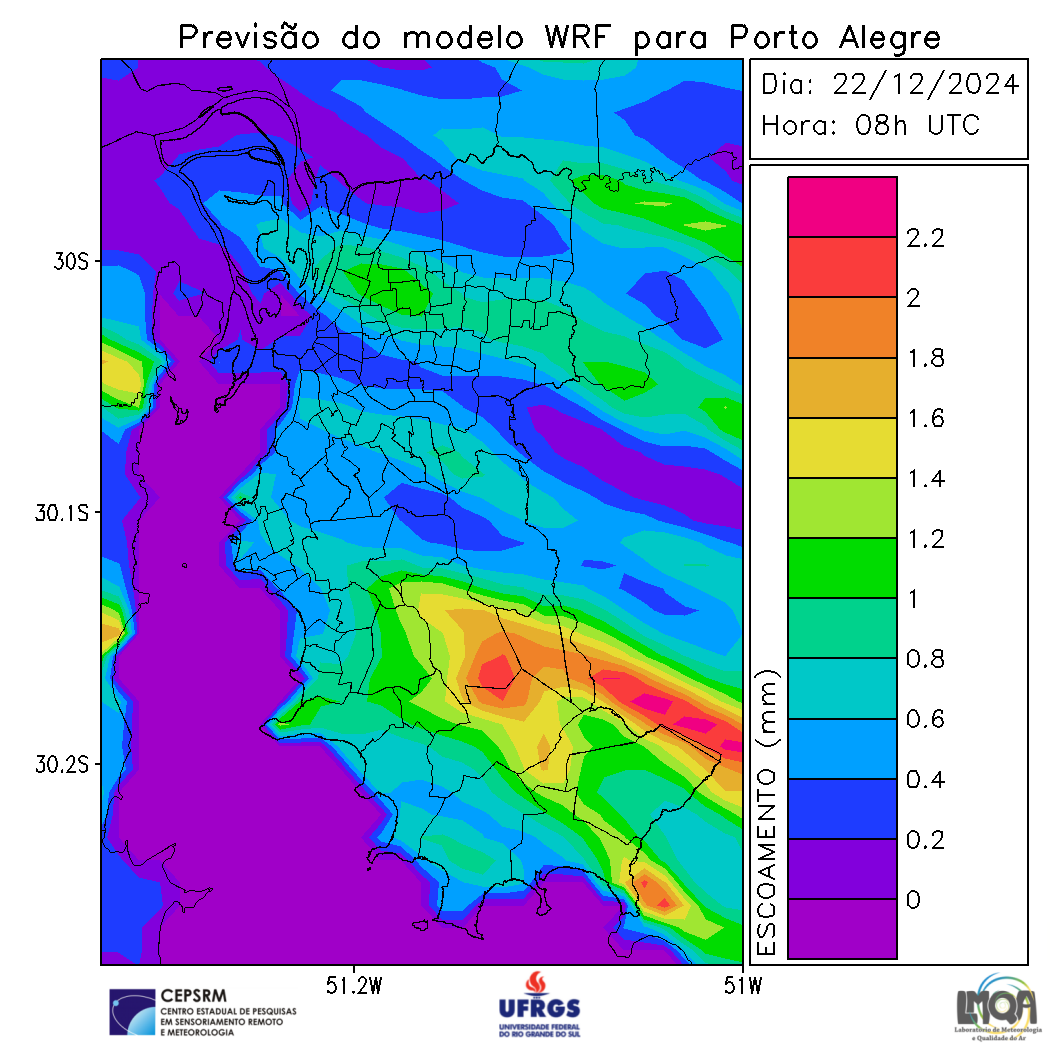 Previsão do modelo WRF para Porto Alegre
Dia: 22/12/2024
Hora: 08h UTC
30S
30.1S
30.2S
51.2W
51W
ESCOAMENTO (mm)
2.2
2
1.8
1.6
1.4
1.2
1
0.8
0.6
0.4
0.2
0
CEPSRM
CENTRO ESTADUAL DE PESQUISAS
EM SENSORIAMENTO REMOTO
E METEOROLOGIA
UFRGS
UNIVERSIDADE FEDERAL
DO RIO GRANDE DO SUL
LMQA
Laboratório de Meteorologia
e Qualidade do Ar